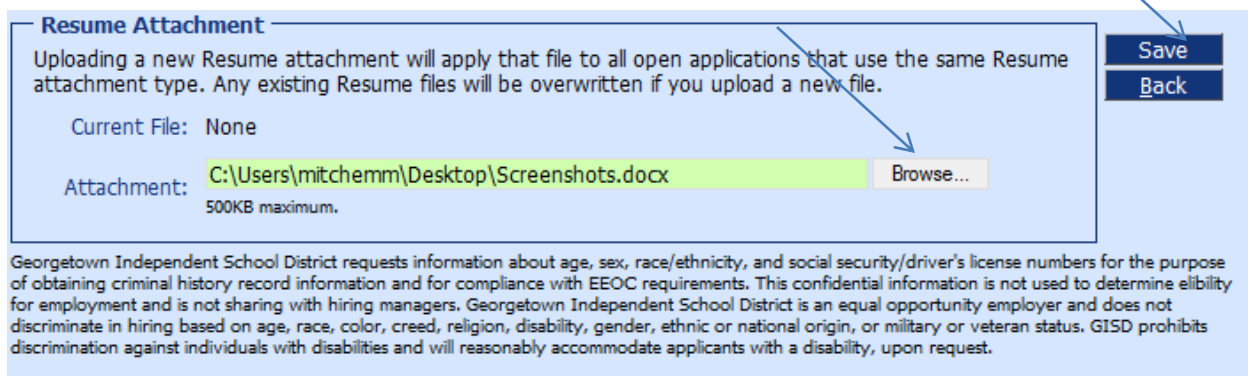 Resume Attachment
Uploading a new Resume attachment will apply that file to all open applications that use the same Resume
attachment type. Any existing Resume files will be overwritten if you upload a new file.
Save
Back
Current File: None
Attachment: C:\Users\mitchemm\Desktop\Screenshots.docx Browse...
500KB maximum.
Georgetown Independent School District requests information about age, sex, race/ethnicity, and social security/driver's license numbers for the purpose
of obtaining criminal history record information and for compliance with EEOC requirements. This confidential information is not used to determine elibility
for employment and is not sharing with hiring managers. Georgetown Independent School District is an equal opportunity employer and does not
discriminate in hiring based on age, race, color, creed, religion, disability, gender, ethnic or national origin, or military or veteran status. GISD prohibits
discrimination against individuals with disabilities and will reasonably accommodate applicants with a disability, upon request.